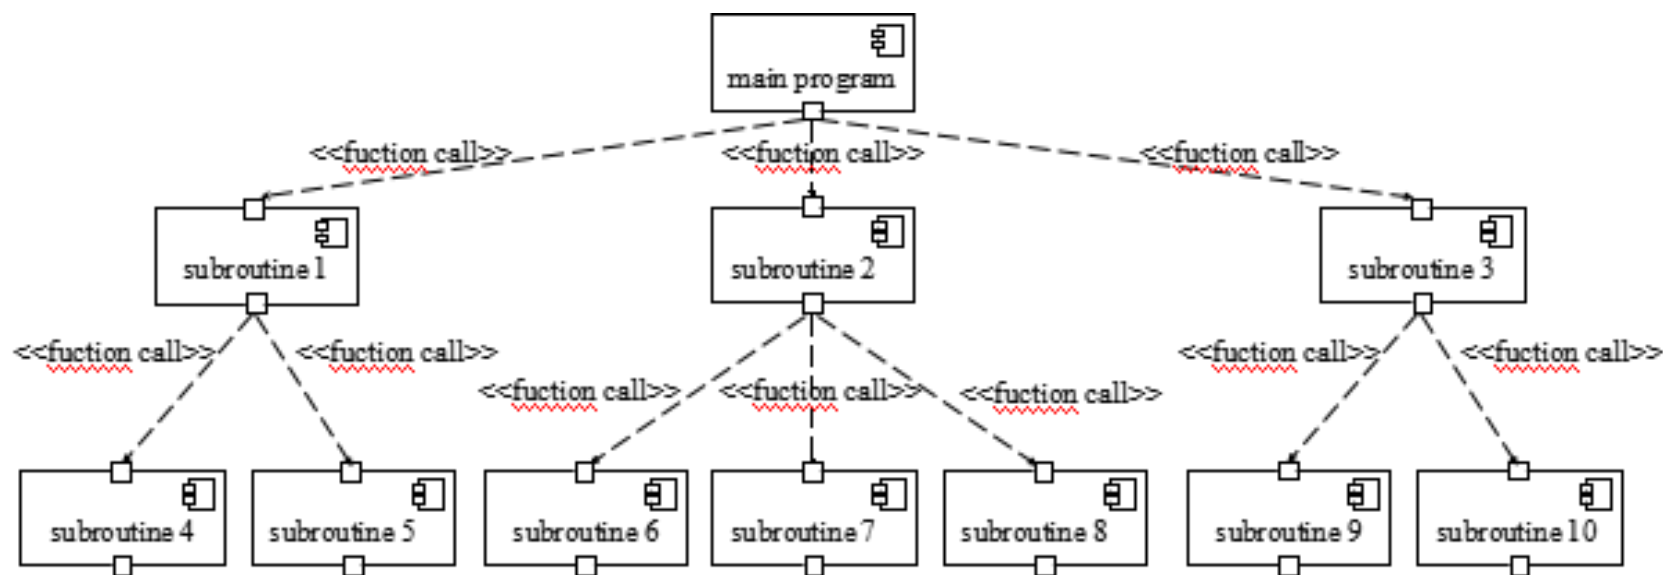 main program
<<fuction call>>
<<fuction call>>
<<fuction call>>
subroutine 1
subroutine 2
subroutine 3
<<fuction call>>
<<fuction call>>
<<fuction call>>
<<fuction call>>
<<fuction call>>
<<fuction call>>
<<fuction call>>
subroutine 4
subroutine 5
subroutine 6
subroutine 7
subroutine 8
subroutine 9
subroutine 10